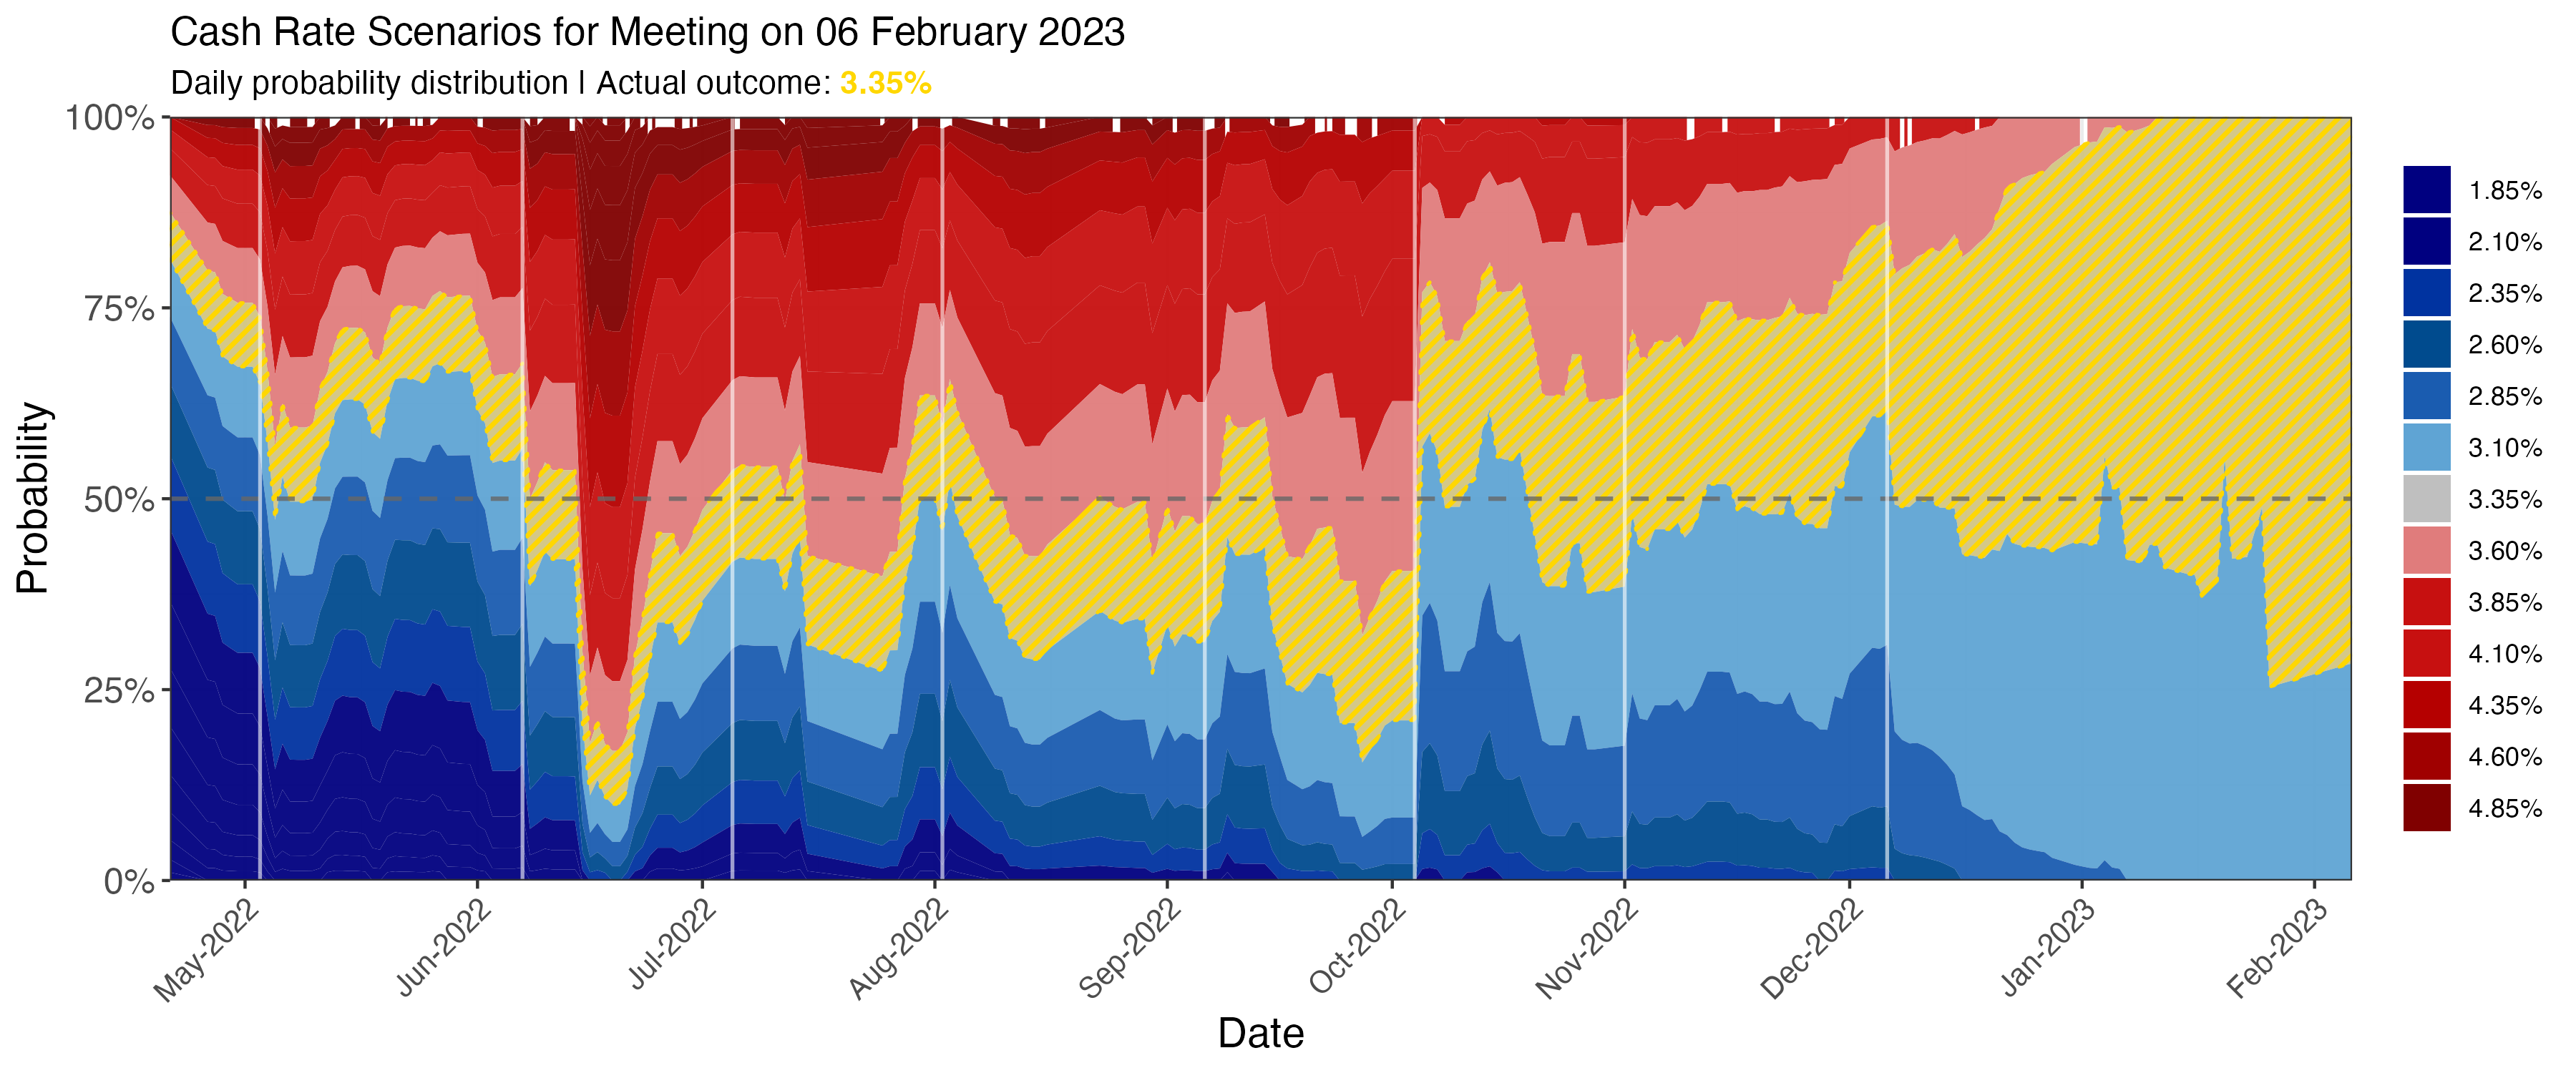 Cash Rate Scenarios for Meeting on 06 February 2023
Daily probability distribution | Actual outcome: 3.35%
Probability
100%
75%
50%
25%
0%
May-2022
Jun-2022
Jul-2022
Aug-2022
Sep-2022
Oct-2022
Nov-2022
Dec-2022
Jan-2023
Feb-2023
Date
1.85%
2.10%
2.35%
2.60%
2.85%
3.10%
3.35%
3.60%
3.85%
4.10%
4.35%
4.60%
4.85%